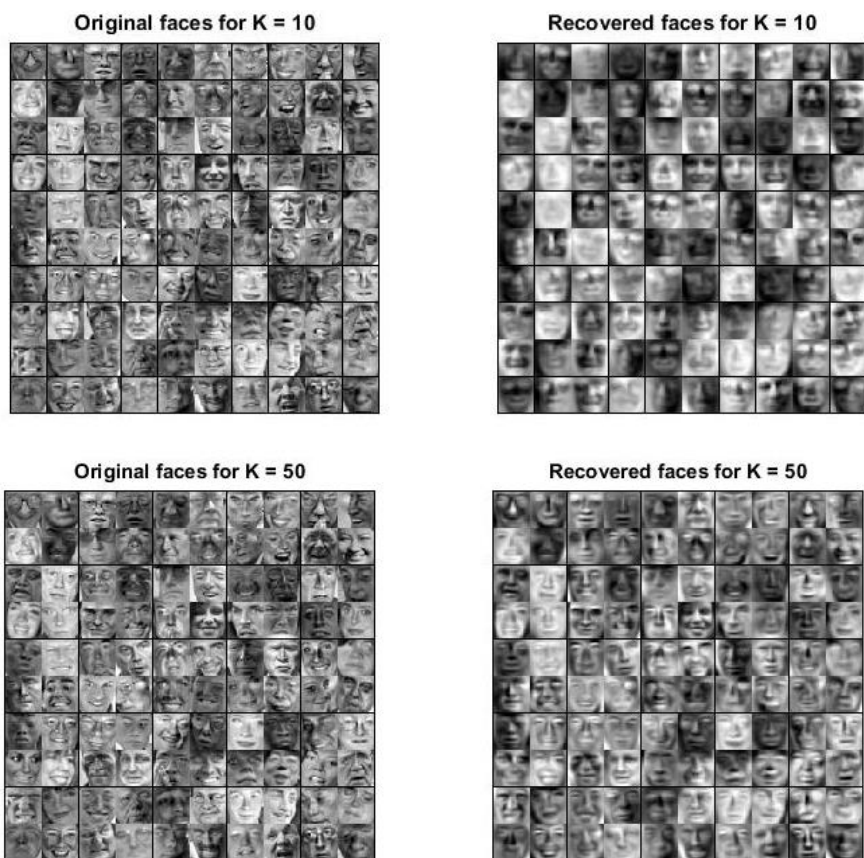 Original faces for K = 10
Recovered faces for K = 10
Original faces for K = 50
Recovered faces for K = 50